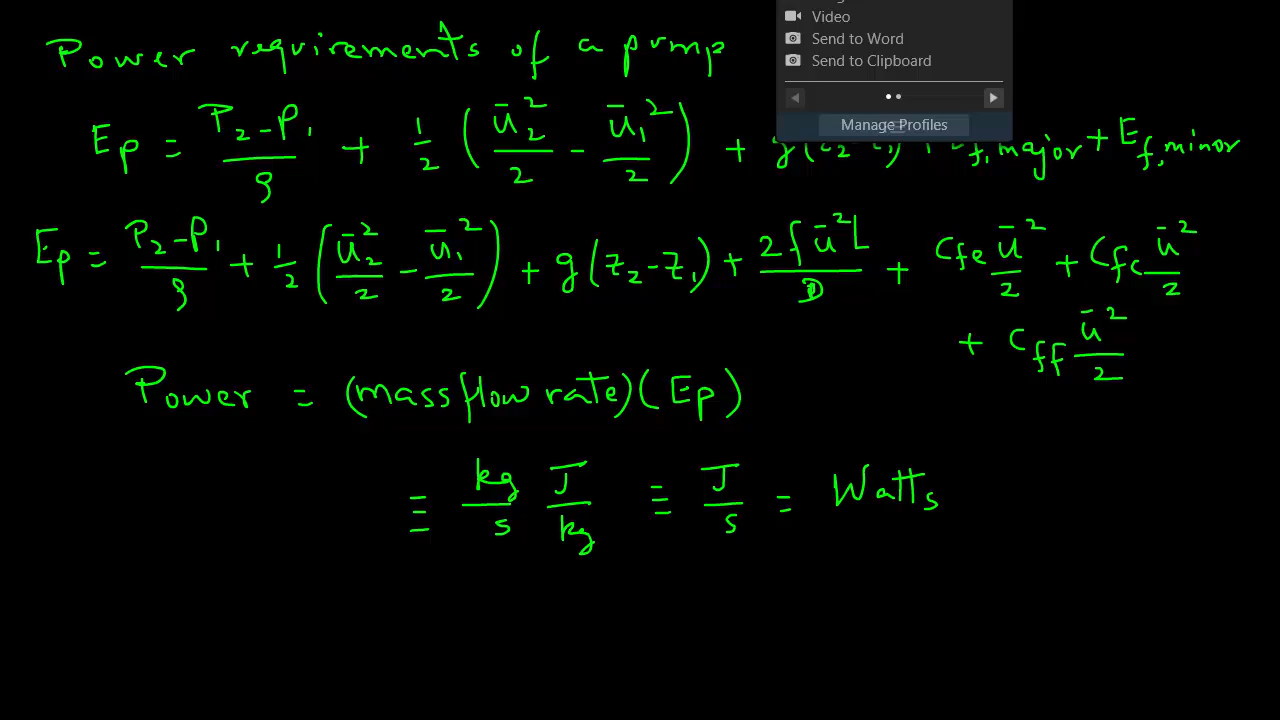 Power requirements of a pump
Video
Send to Word
Send to Clipboard
Manage Profiles
Ep = (P2 - P1)/ρ + 1/2 (ū2²/2 - ū1²/2) + g(z2 - z1) + Ef,major + Ef,minor
Ep = (P2 - P1)/ρ + 1/2 (ū2²/2 - ū1²/2) + g(z2 - z1) + 2fū²L/D + Cfe ū²/2 + Cfc ū²/2
+ Cff ū²/2
Power = (mass flow rate)(Ep)
≡ kg/s J/kg ≡ J/s = Watts